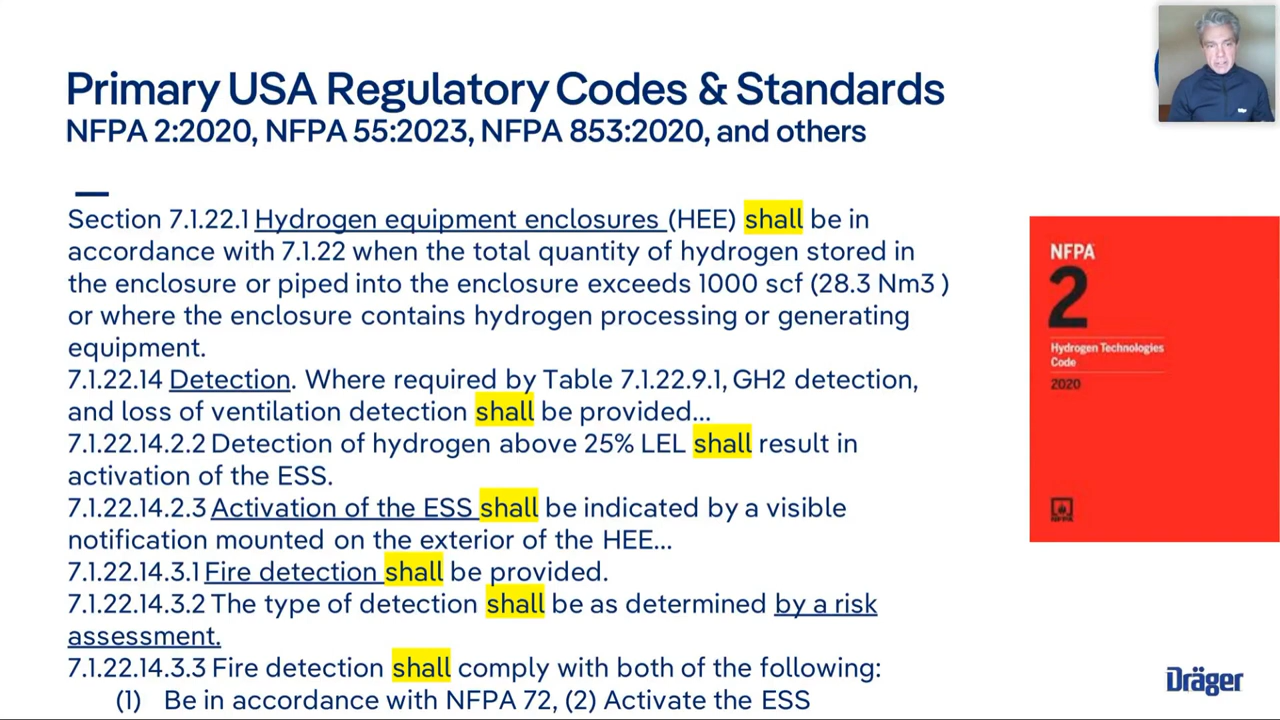 Primary USA Regulatory Codes & Standards
NFPA 2:2020, NFPA 55:2023, NFPA 853:2020, and others
Section 7.1.22.1 Hydrogen equipment enclosures (HEE) shall be in
accordance with 7.1.22 when the total quantity of hydrogen stored in
the enclosure or piped into the enclosure exceeds 1000 scf (28.3 Nm3 )
or where the enclosure contains hydrogen processing or generating
equipment.
7.1.22.14 Detection. Where required by Table 7.1.22.9.1, GH2 detection,
and loss of ventilation detection shall be provided...
7.1.22.14.2.2 Detection of hydrogen above 25% LEL shall result in
activation of the ESS.
7.1.22.14.2.3 Activation of the ESS shall be indicated by a visible
notification mounted on the exterior of the HEE...
7.1.22.14.3.1 Fire detection shall be provided.
7.1.22.14.3.2 The type of detection shall be as determined by a risk
assessment.
7.1.22.14.3.3 Fire detection shall comply with both of the following:
(1) Be in accordance with NFPA 72, (2) Activate the ESS
NFPA
2
Hydrogen Technologies
Code
2020
NFPA
Dräger